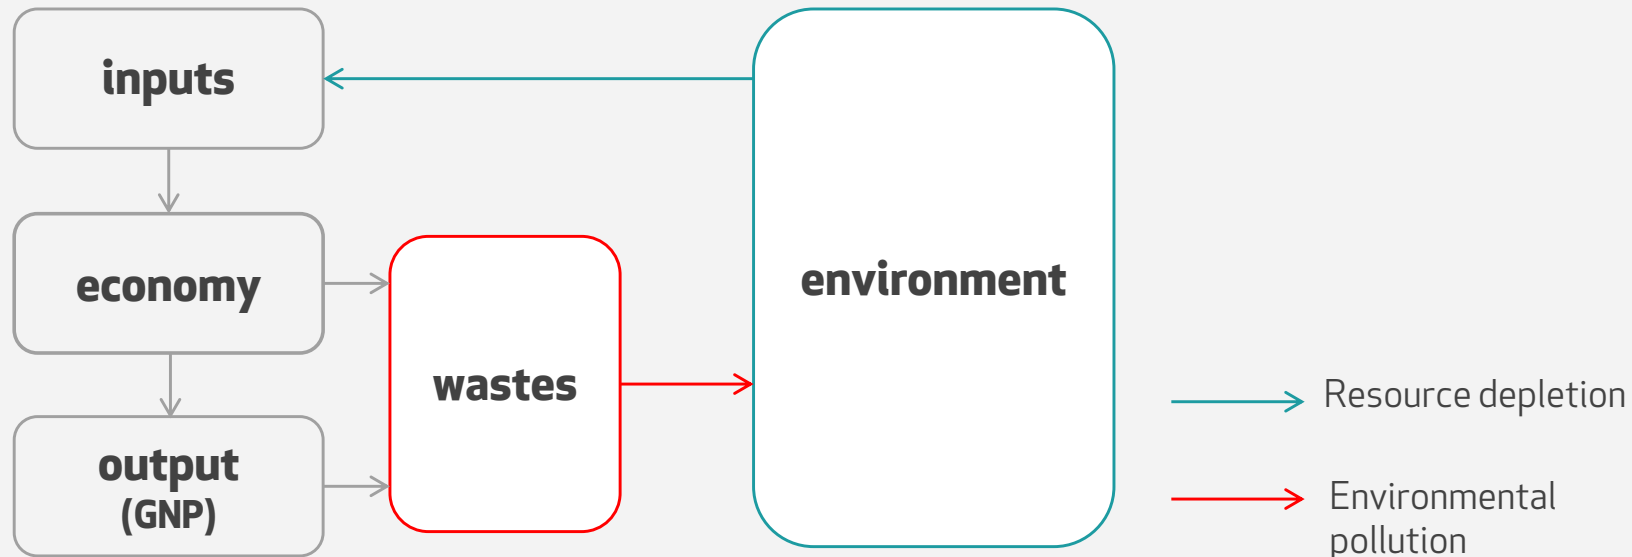 inputs
economy
output
(GNP)
wastes
environment
Resource depletion
Environmental
pollution